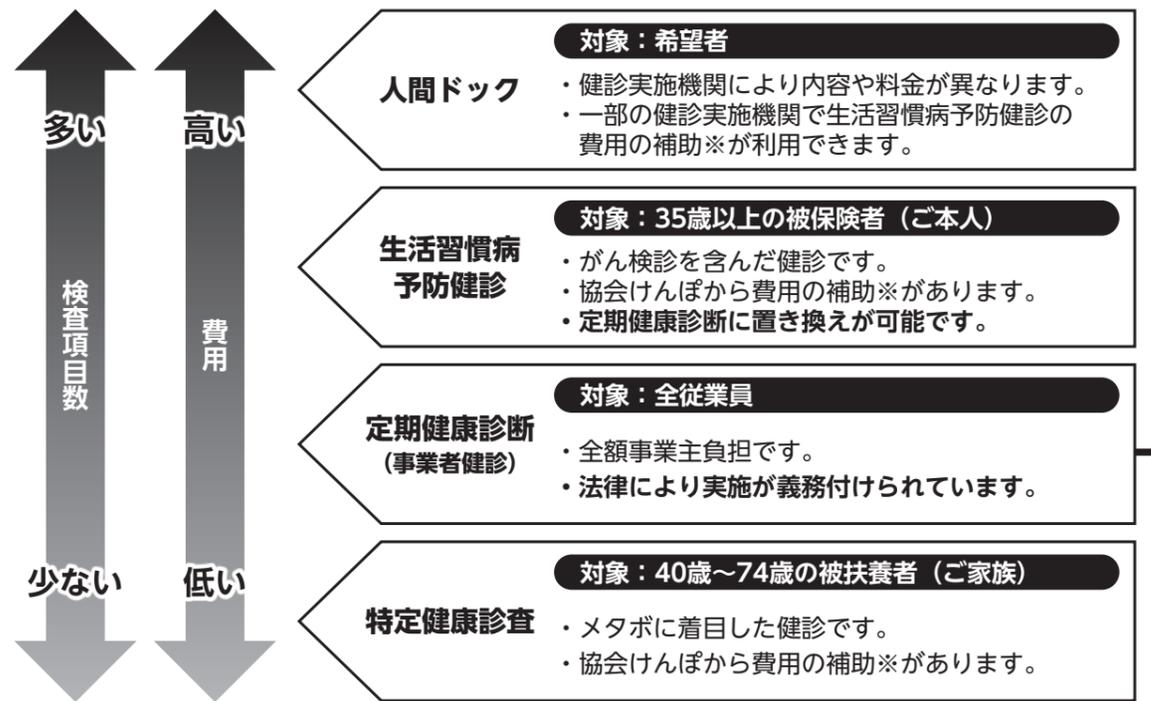 多い
検査項目数
少ない
高い
費用
低い
人間ドック
対象：希望者
・健診実施機関により内容や料金が異なります。
・一部の健診実施機関で生活習慣病予防健診の
費用の補助※が利用できます。
生活習慣病
予防健診
対象：35歳以上の被保険者（ご本人）
・がん検診を含んだ健診です。
・協会けんぽから費用の補助※があります。
・定期健康診断に置き換えが可能です。
定期健康診断
（事業者健診）
対象：全従業員
・全額事業主負担です。
・法律により実施が義務付けられています。
特定健康診査
対象：40歳～74歳の被扶養者（ご家族）
・メタボに着目した健診です。
・協会けんぽから費用の補助※があります。